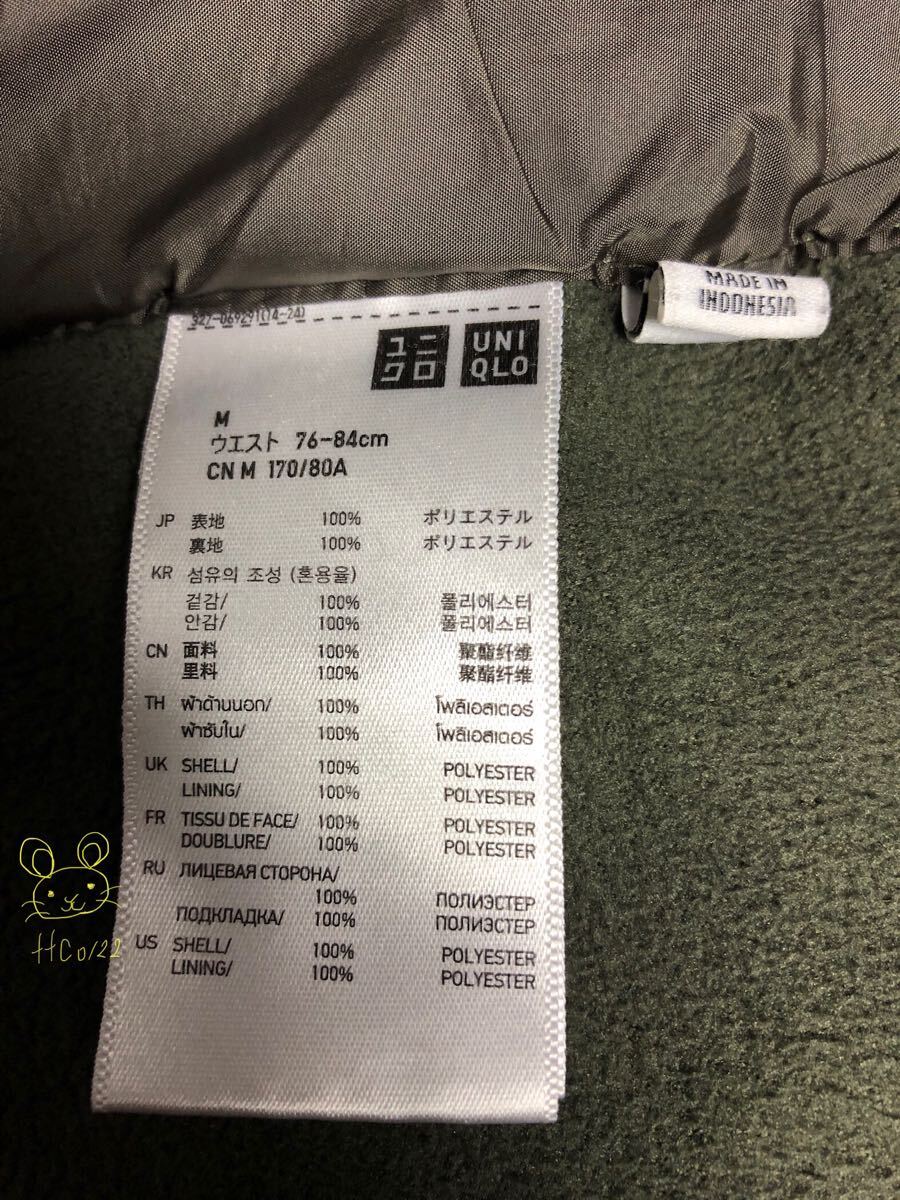 327-069291(14-24)
MADE IN
INDONESIA
ユニ
クロ
UNI
QLO
M
ウエスト 76-84cm
CN M 170/80A
JP 表地 100% ポリエステル
裏地 100% ポリエステル
KR 섬유의 조성 (혼용율)
겉감/ 100% 폴리에스터
안감/ 100% 폴리에스터
CN 面料 100% 聚酯纤维
里料 100% 聚酯纤维
TH ผ้าด้านนอก/ 100% โพลิเอสเตอร์
ผ้าซับใน/ 100% โพลิเอสเตอร์
UK SHELL/ 100% POLYESTER
LINING/ 100% POLYESTER
FR TISSU DE FACE/ 100% POLYESTER
DOUBLURE/ 100% POLYESTER
RU ЛИЦЕВАЯ СТОРОНА/
100% ПОЛИЭСТЕР
ПОДКЛАДКА/ 100% ПОЛИЭСТЕР
US SHELL/ 100% POLYESTER
LINING/ 100% POLYESTER
HCo122